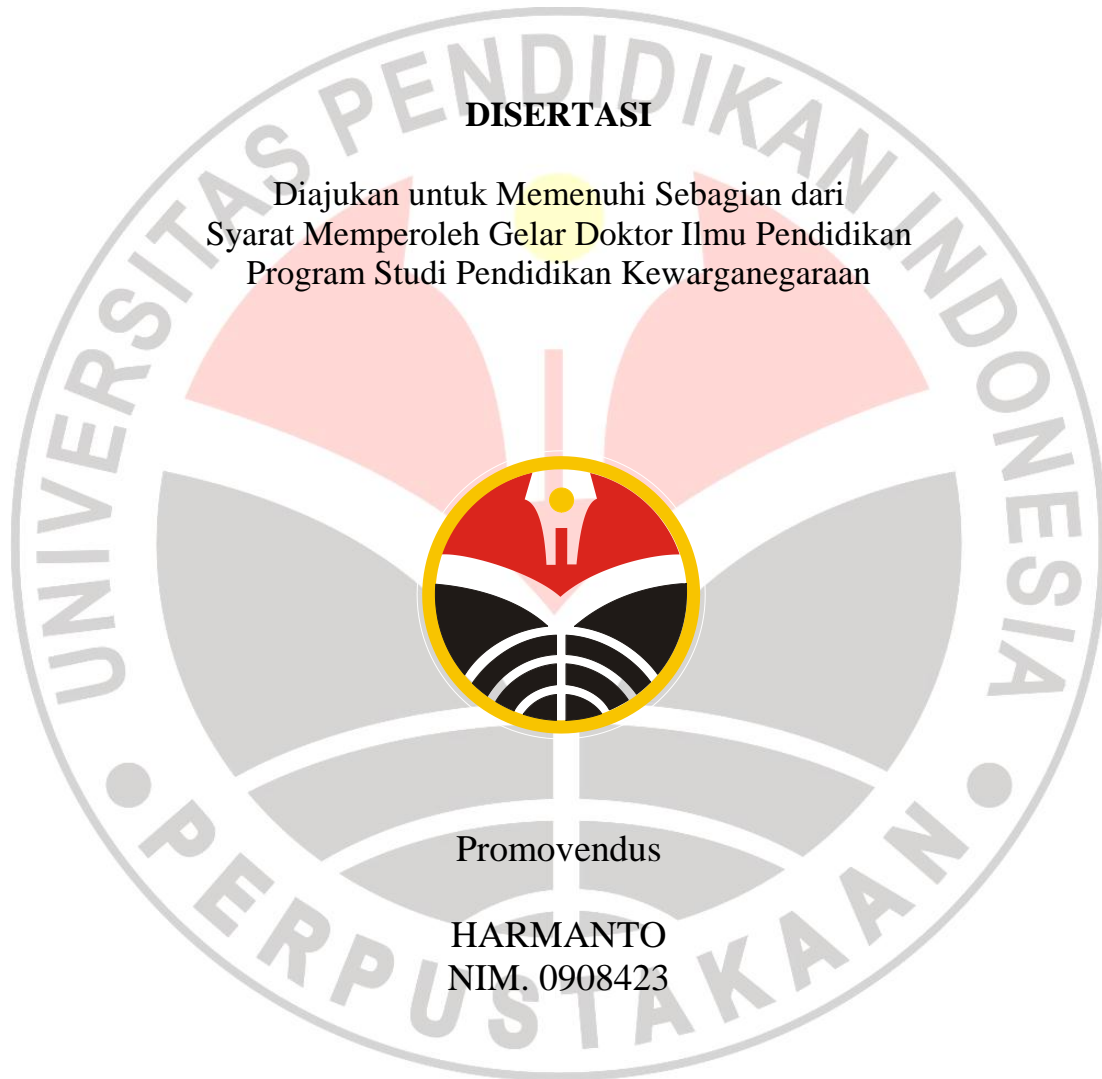 UNIVERSITAS PENDIDIKAN INDONESIA
DISERTASI
Diajukan untuk Memenuhi Sebagian dari
Syarat Memperoleh Gelar Doktor Ilmu Pendidikan
Program Studi Pendidikan Kewarganegaraan
Promovendus
HARMANTO
NIM. 0908423
PERPUSTAKAAN